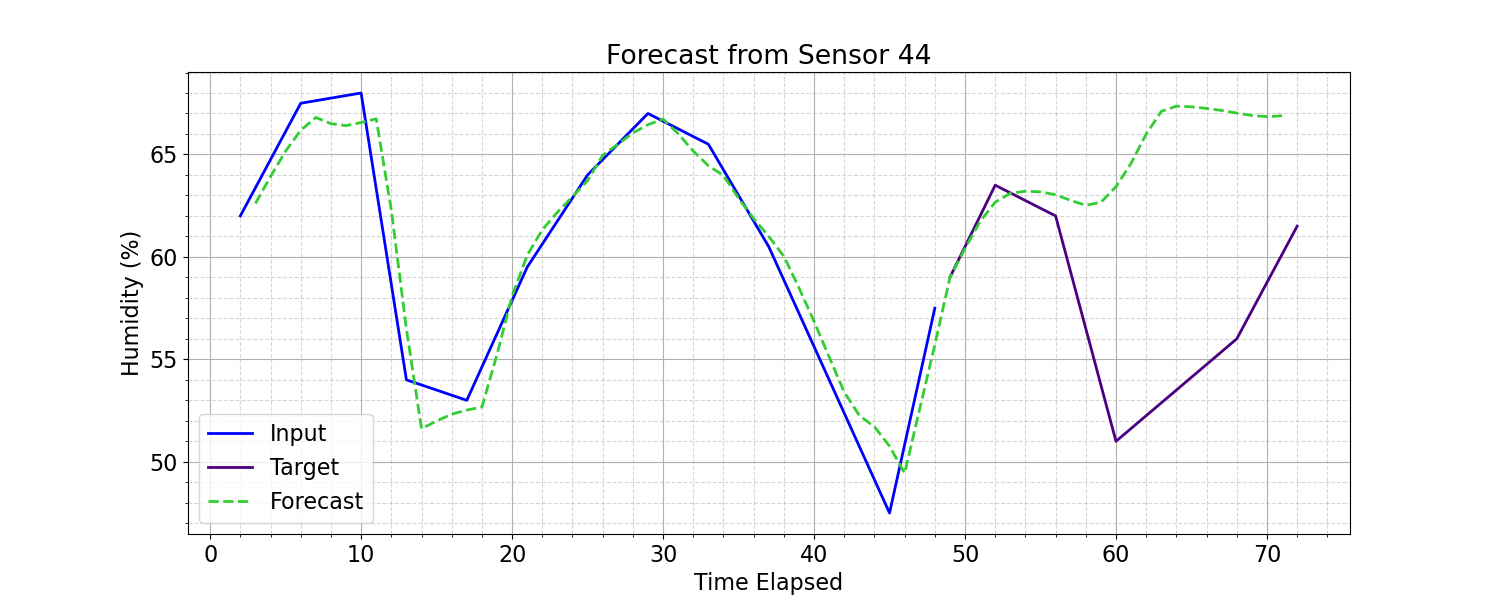 Forecast from Sensor 44
Humidity (%)
65
60
55
50
Input
Target
Forecast
0 10 20 30 40 50 60 70
Time Elapsed